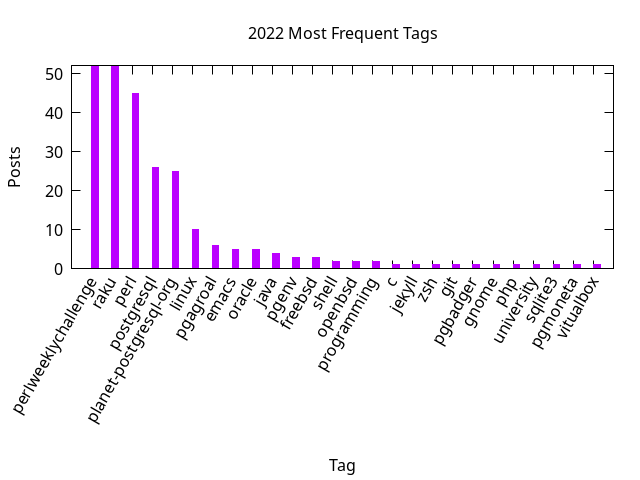 2022 Most Frequent Tags
Posts
50
40
30
20
10
0
perlweeklychallenge
raku
perl
postgresql
planet-postgresql-org
linux
pgagroal
emacs
oracle
java
pgenv
freebsd
shell
openbsd
programming
c
jekyll
zsh
git
pgbadger
gnome
php
university
sqlite3
pgmoneta
vitualbox
Tag